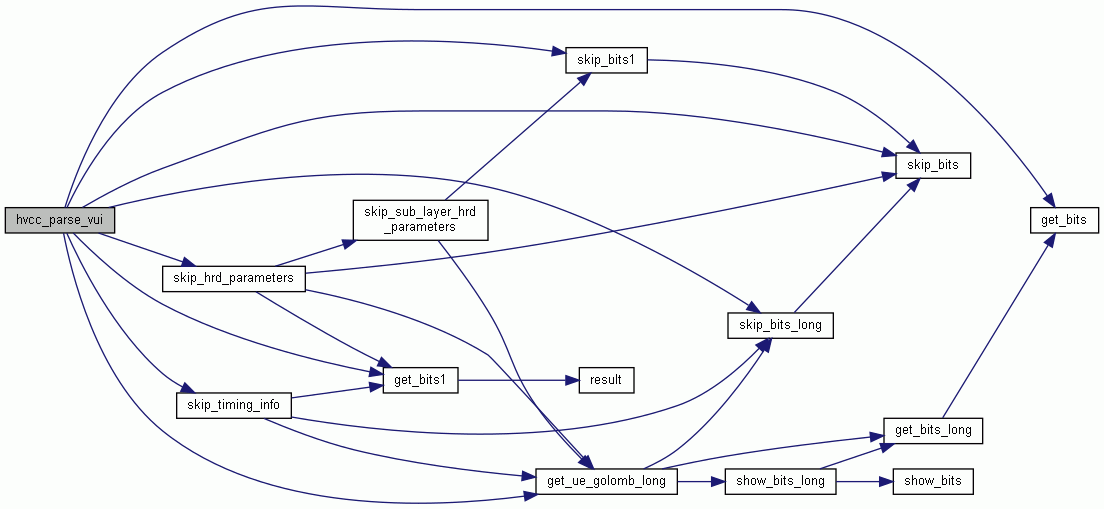 skip_bits1
skip_bits
hvcc_parse_vui
skip_sub_layer_hrd
_parameters
get_bits
skip_hrd_parameters
skip_bits_long
get_bits1
result
skip_timing_info
get_bits_long
get_ue_golomb_long
show_bits_long
show_bits